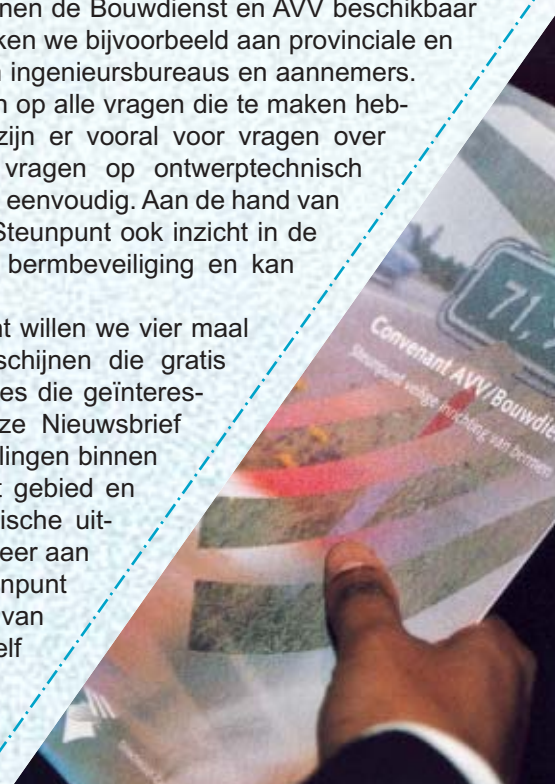 nen de Bouwdienst en AVV beschikbaar
ken we bijvoorbeeld aan provinciale en
ingenieursbureaus en aannemers.
n op alle vragen die te maken heb-
zijn er vooral voor vragen over
vragen op ontwerptechnisch
eenvoudig. Aan de hand van
Steunpunt ook inzicht in de
bermbeveiliging en kan
nt willen we vier maal
schijnen die gratis
es die geïnteres-
ze Nieuwsbrief
lingen binnen
t gebied en
ische uit-
eer aan
unpunt
van
elf
71,
Convenant AVV/Bouwdie
Steunpunt veilige inrichting van bermen